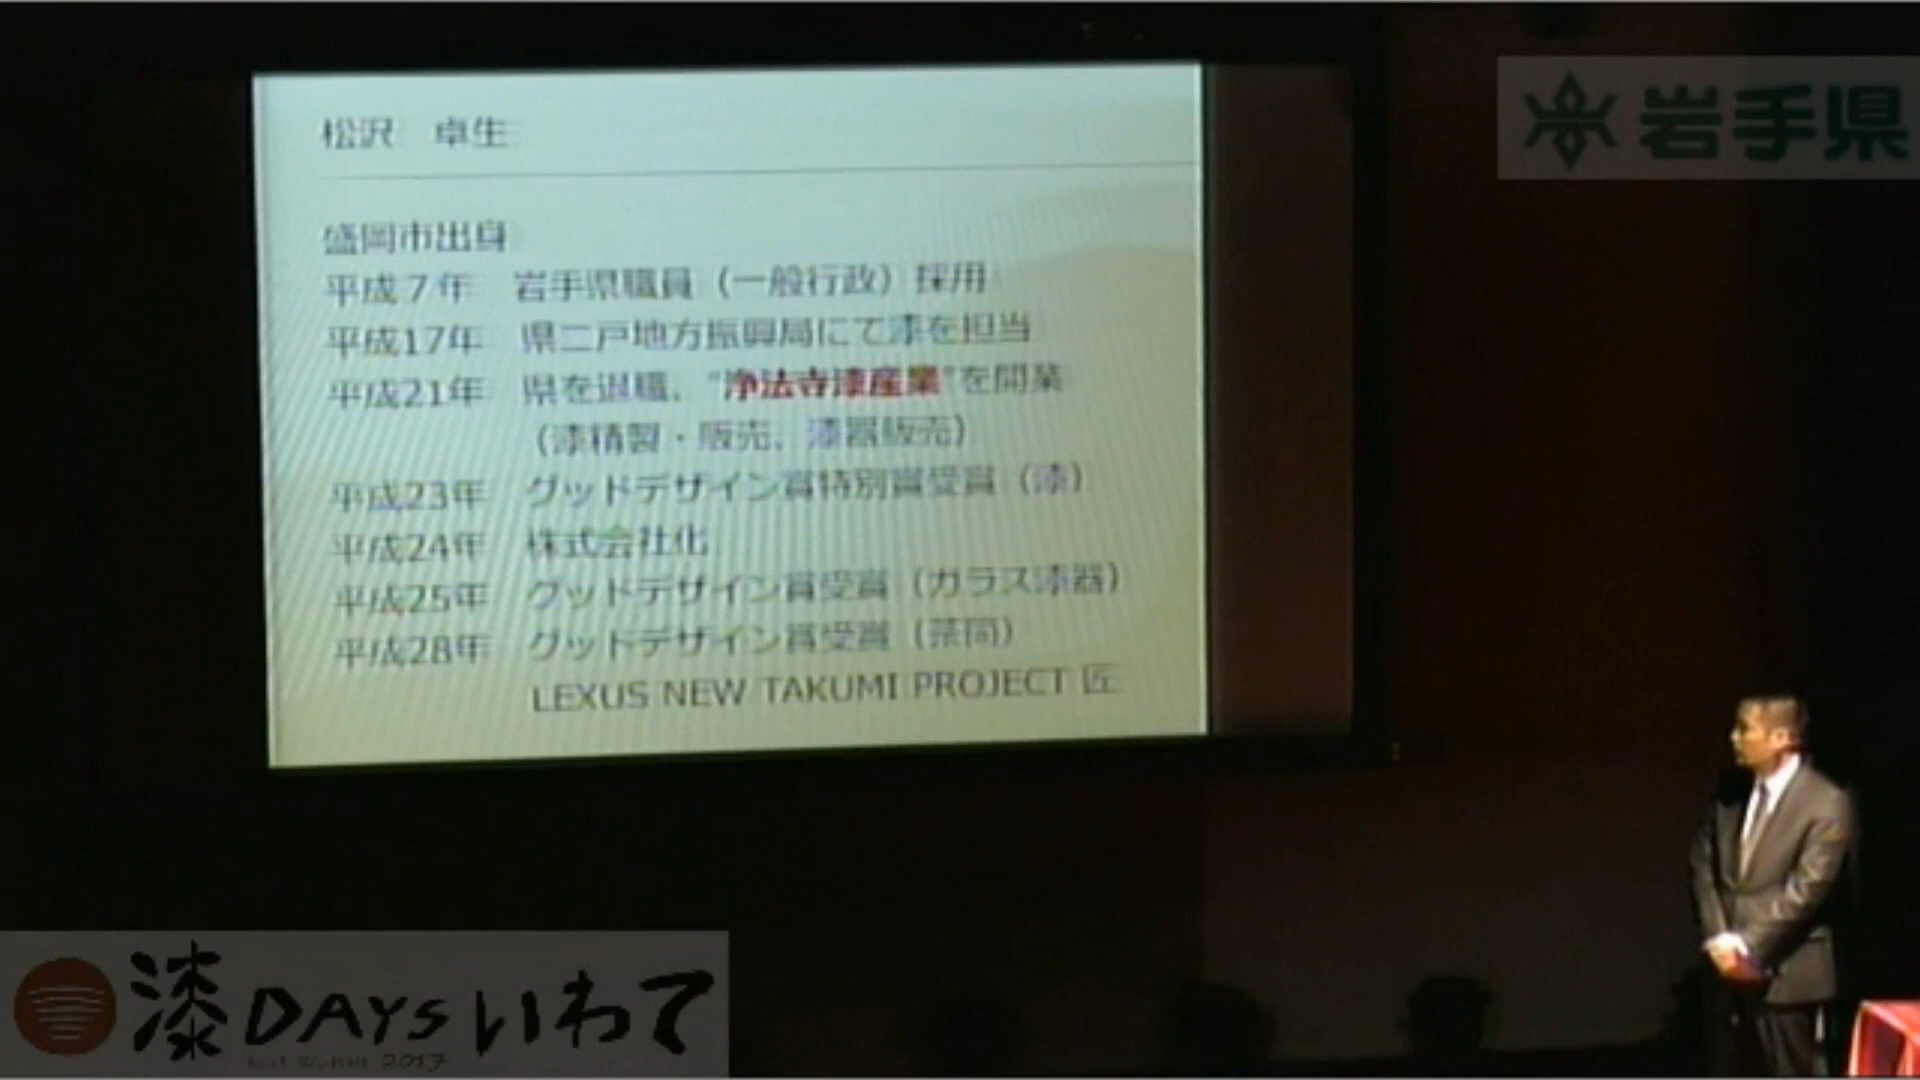 松沢 卓生
岩手県
盛岡市出身
平成7年 岩手県職員（一般行政）採用
平成17年 県二戸地方振興局にて漆を担当
平成21年 県を退職、“浄法寺漆産業”を開業
（漆精製・販売、漆器販売）
平成23年 グッドデザイン賞特別賞受賞（漆）
平成24年 株式会社化
平成25年 グッドデザイン賞受賞（ガラス漆器）
平成28年 グッドデザイン賞受賞（茶筒）
LEXUS NEW TAKUMI PROJECT 匠
漆DAYSいわて
2017